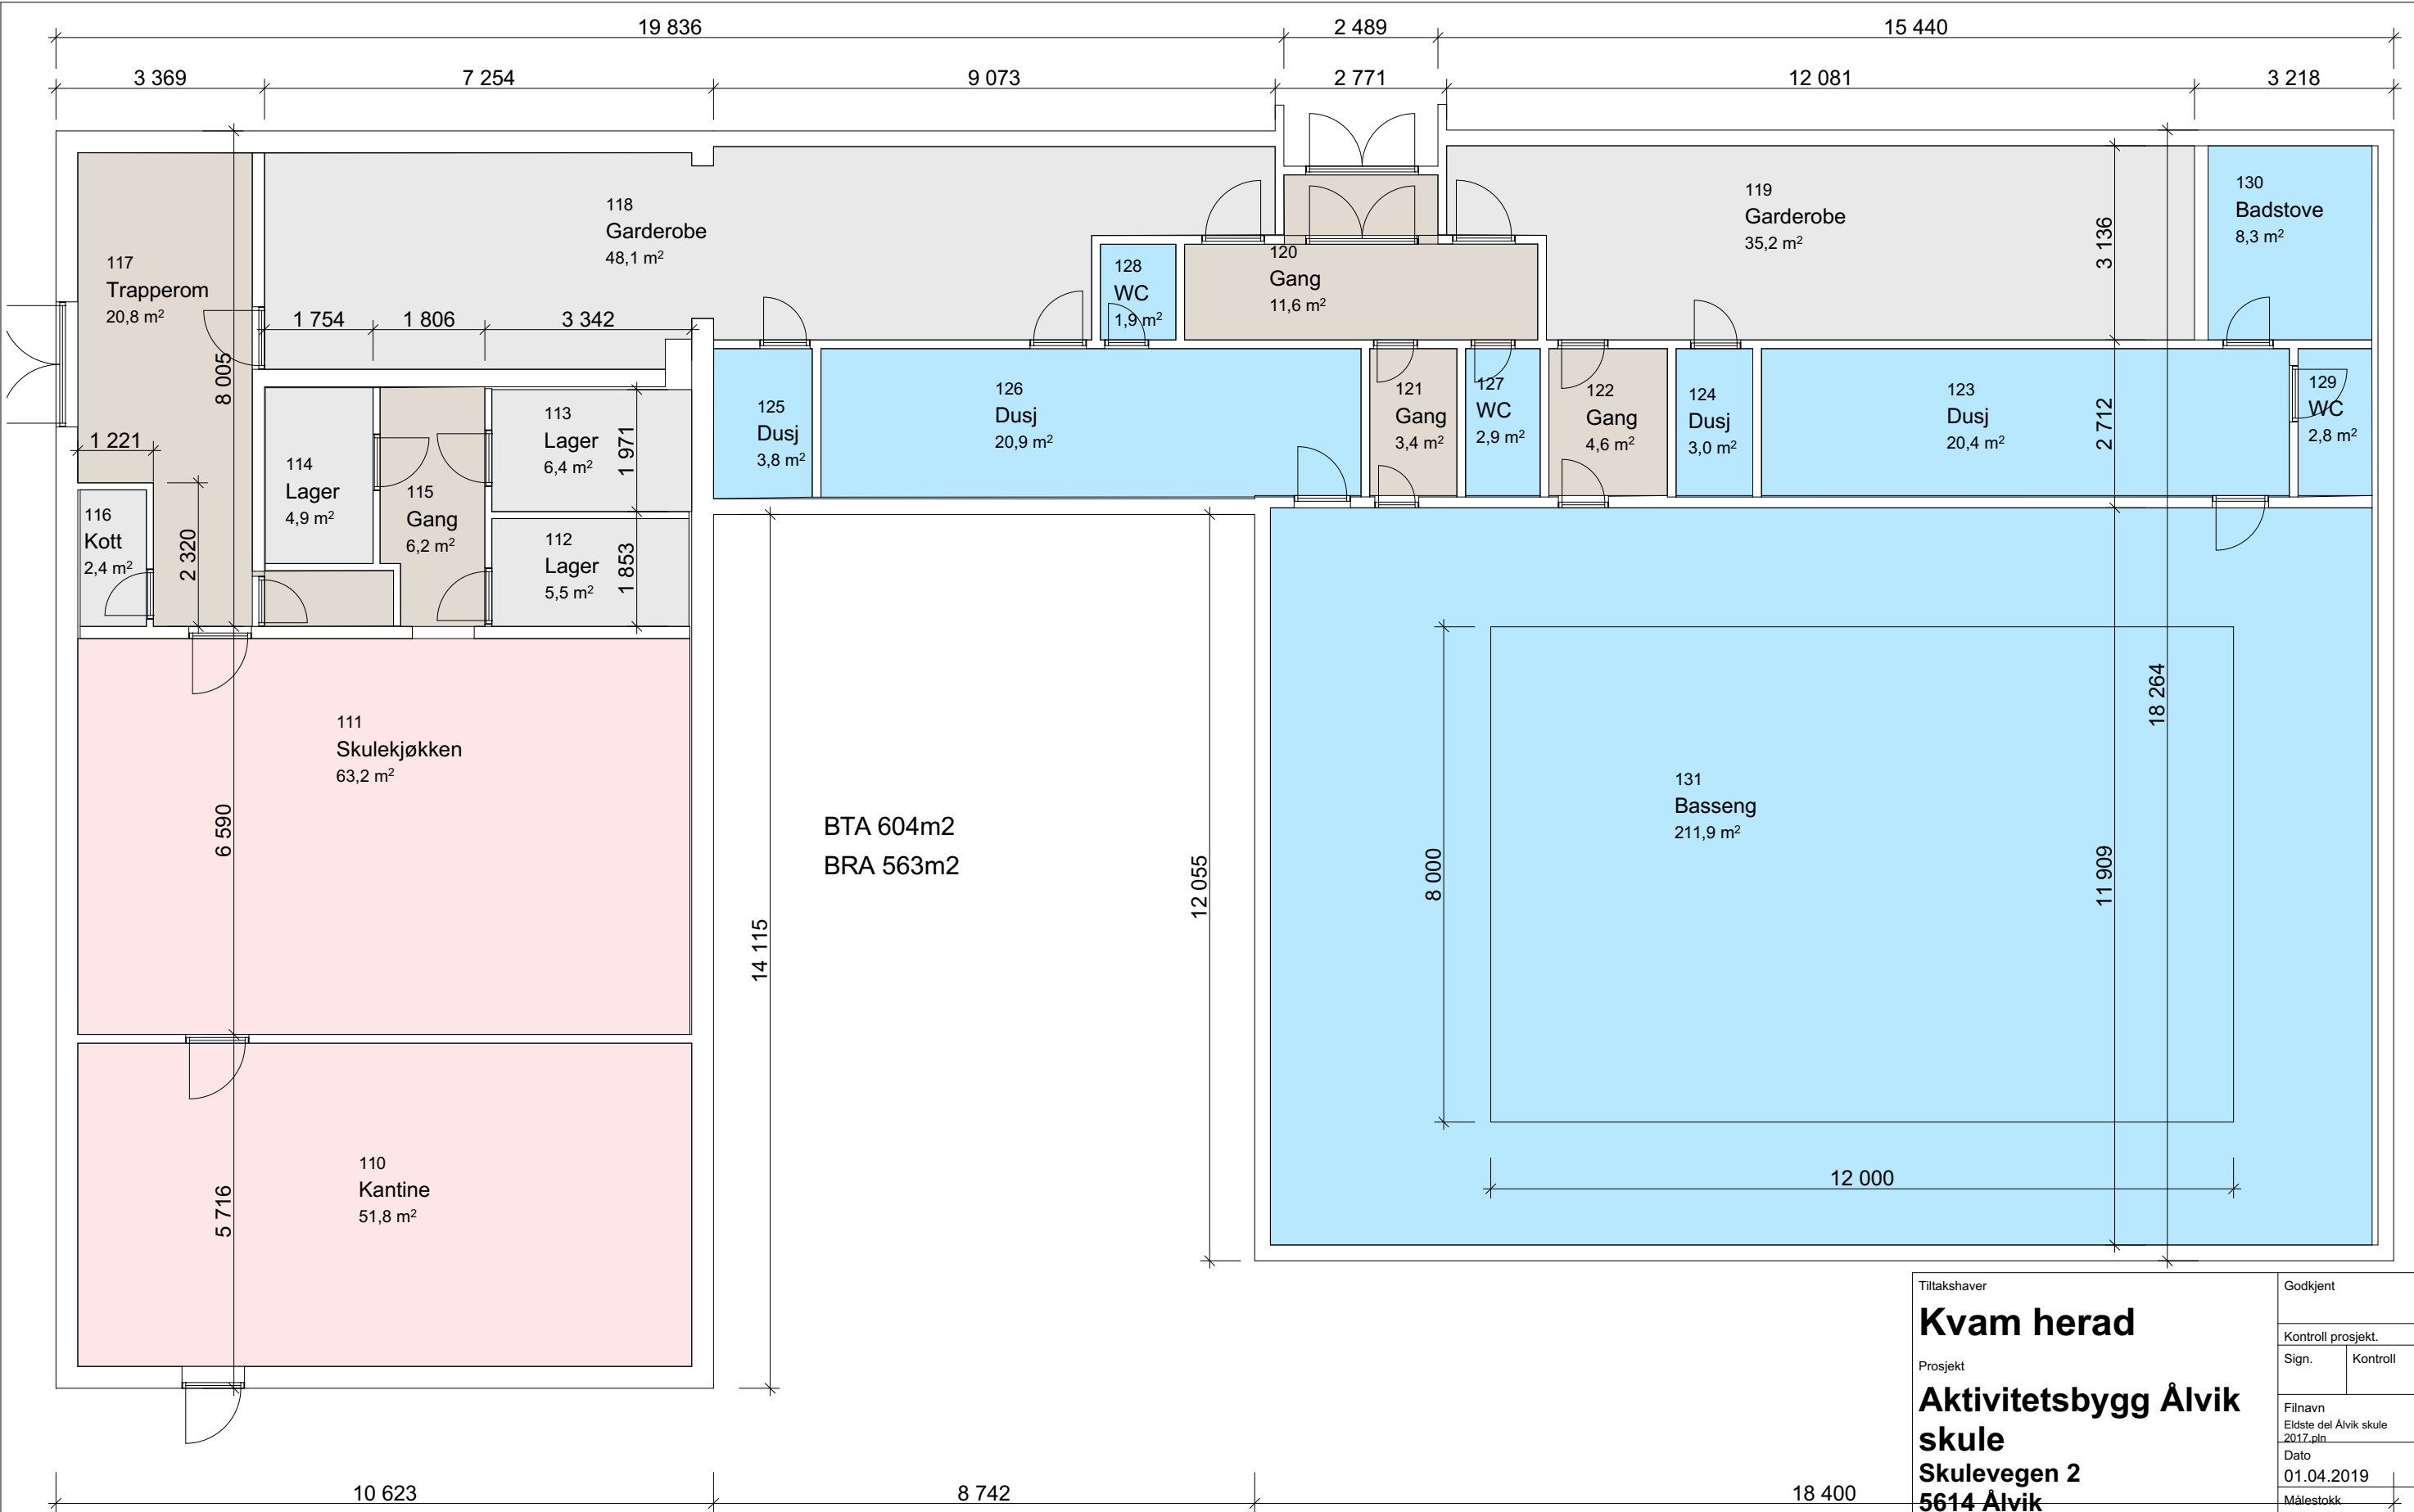 19 836
2 489
15 440
3 369
7 254
9 073
2 771
12 081
3 218
117
Trapperom
20,8 m²
118
Garderobe
48,1 m²
119
Garderobe
35,2 m²
130
Badstove
8,3 m²
3 136
128
WC
1,9 m²
120
Gang
11,6 m²
1 754
1 806
3 342
8 005
1 221
2 320
116
Kott
2,4 m²
114
Lager
4,9 m²
115
Gang
6,2 m²
113
Lager
6,4 m²
1 971
112
Lager
5,5 m²
1 853
125
Dusj
3,8 m²
126
Dusj
20,9 m²
121
Gang
3,4 m²
127
WC
2,9 m²
122
Gang
4,6 m²
124
Dusj
3,0 m²
123
Dusj
20,4 m²
2 712
129
WC
2,8 m²
111
Skulekjøkken
63,2 m²
6 590
BTA 604m2
BRA 563m2
14 115
12 055
18 264
131
Basseng
211,9 m²
8 000
11 909
12 000
110
Kantine
51,8 m²
5 716
10 623
8 742
18 400
Tiltakshaver
Kvam herad
Prosjekt
Aktivitetsbygg Ålvik
skule
Skulevegen 2
5614 Ålvik
Godkjent
Kontroll prosjekt.
Sign. Kontroll
Filnavn
Eldste del Ålvik skule
2017.pln
Dato
01.04.2019
Målestokk